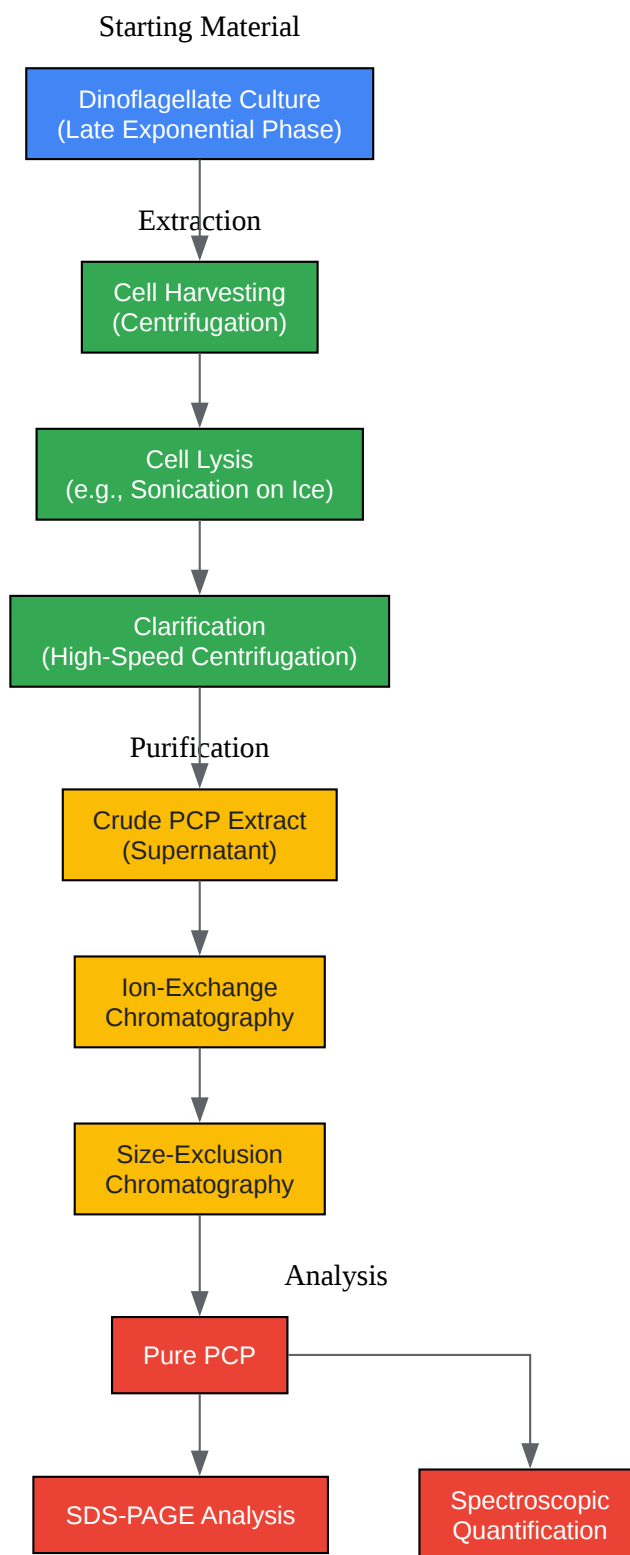 Starting Material
Dinoflagellate Culture
(Late Exponential Phase)
Extraction
Cell Harvesting
(Centrifugation)
Cell Lysis
(e.g., Sonication on Ice)
Clarification
(High-Speed Centrifugation)
Purification
Crude PCP Extract
(Supernatant)
Ion-Exchange
Chromatography
Size-Exclusion
Chromatography
Analysis
Pure PCP
SDS-PAGE Analysis
Spectroscopic
Quantification